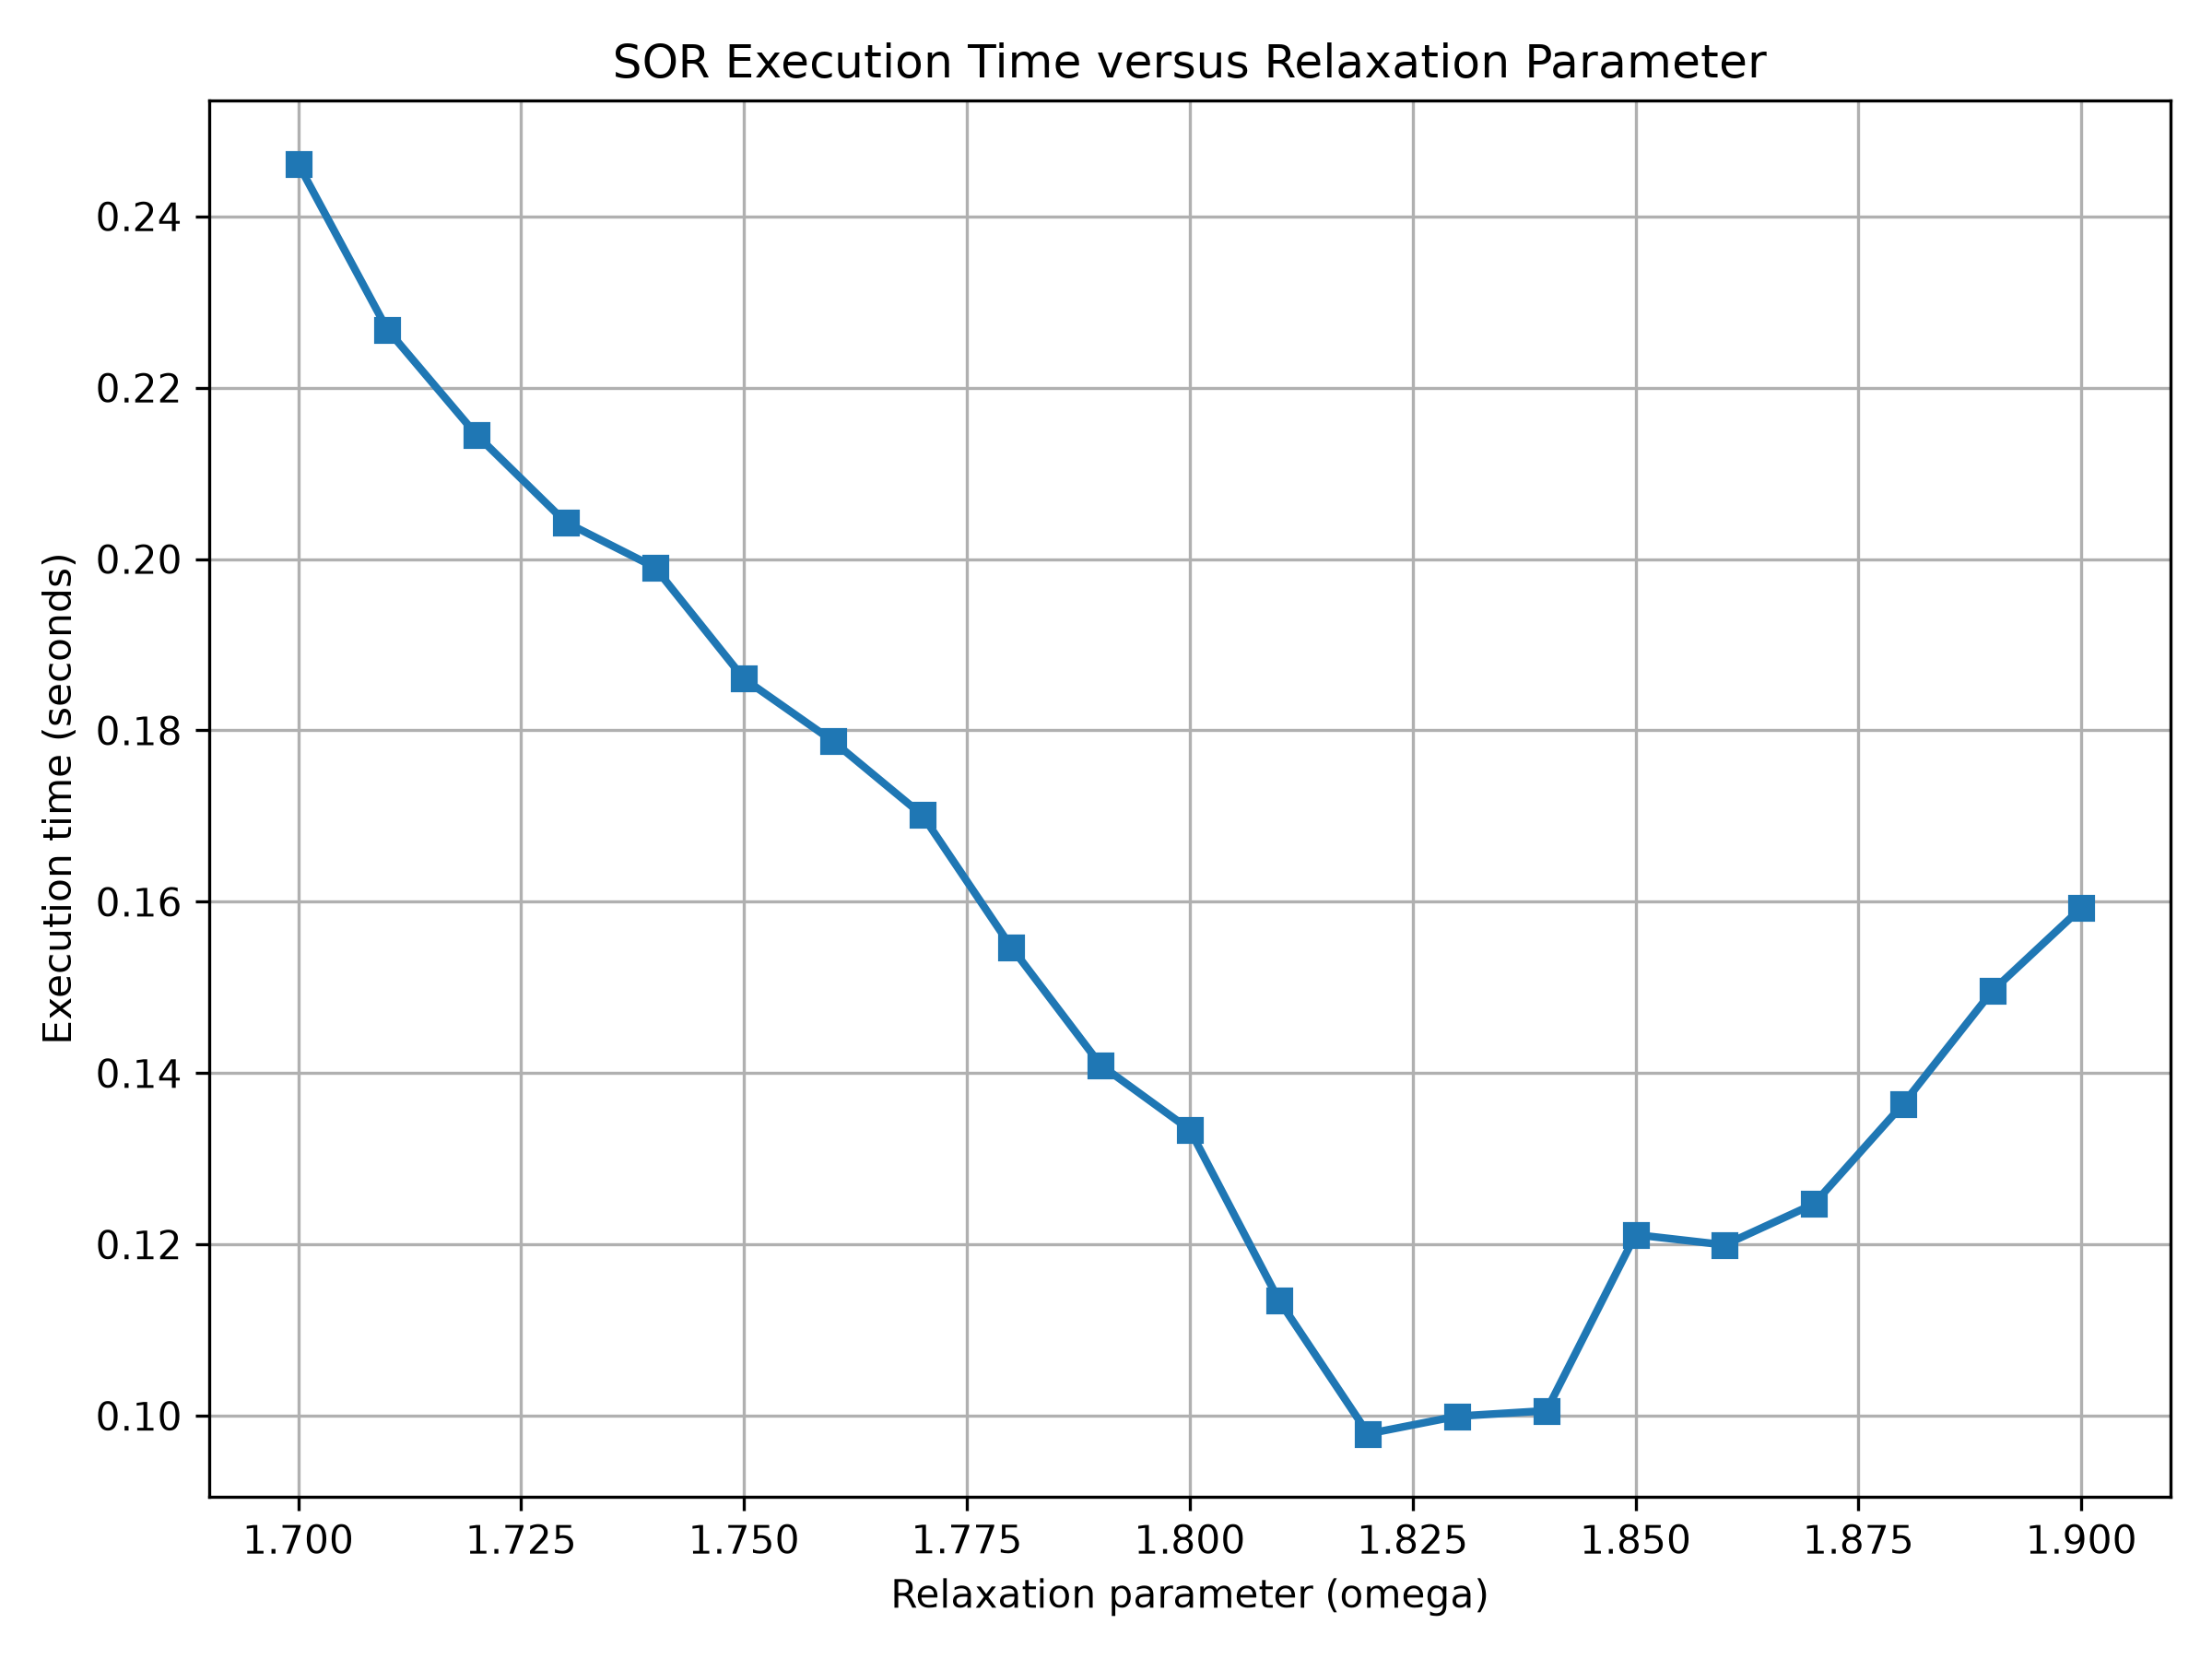 SOR Execution Time versus Relaxation Parameter
Execution time (seconds)
0.24
0.22
0.20
0.18
0.16
0.14
0.12
0.10
1.700 1.725 1.750 1.775 1.800 1.825 1.850 1.875 1.900
Relaxation parameter (omega)